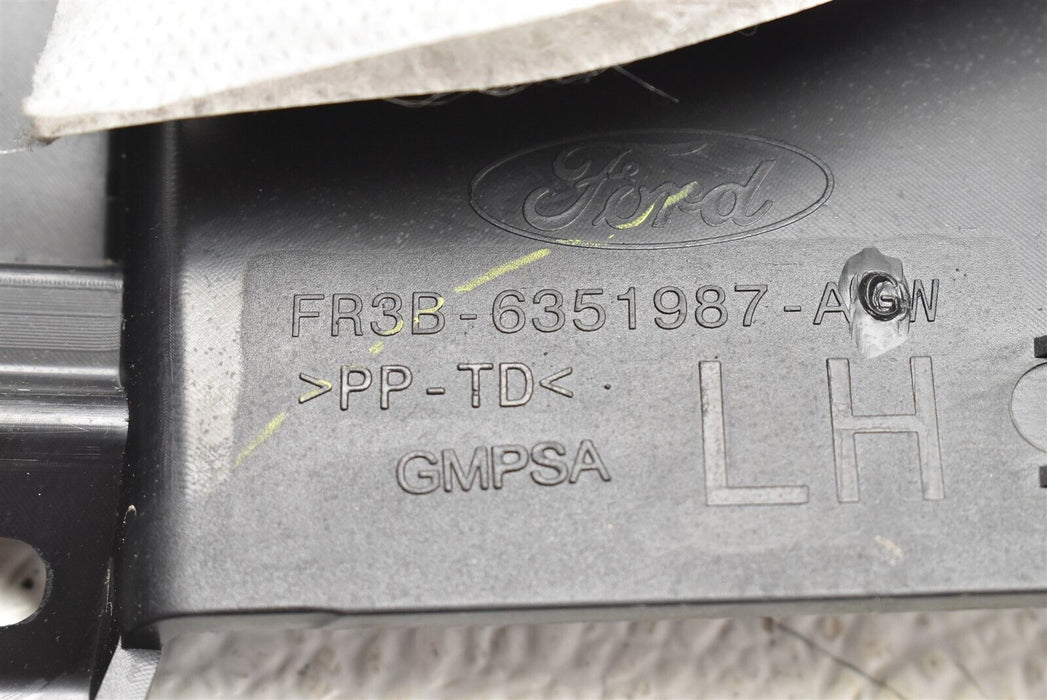 Ford
FR3B-6351987-AGW
>PP-TD<
GMPSA
LH